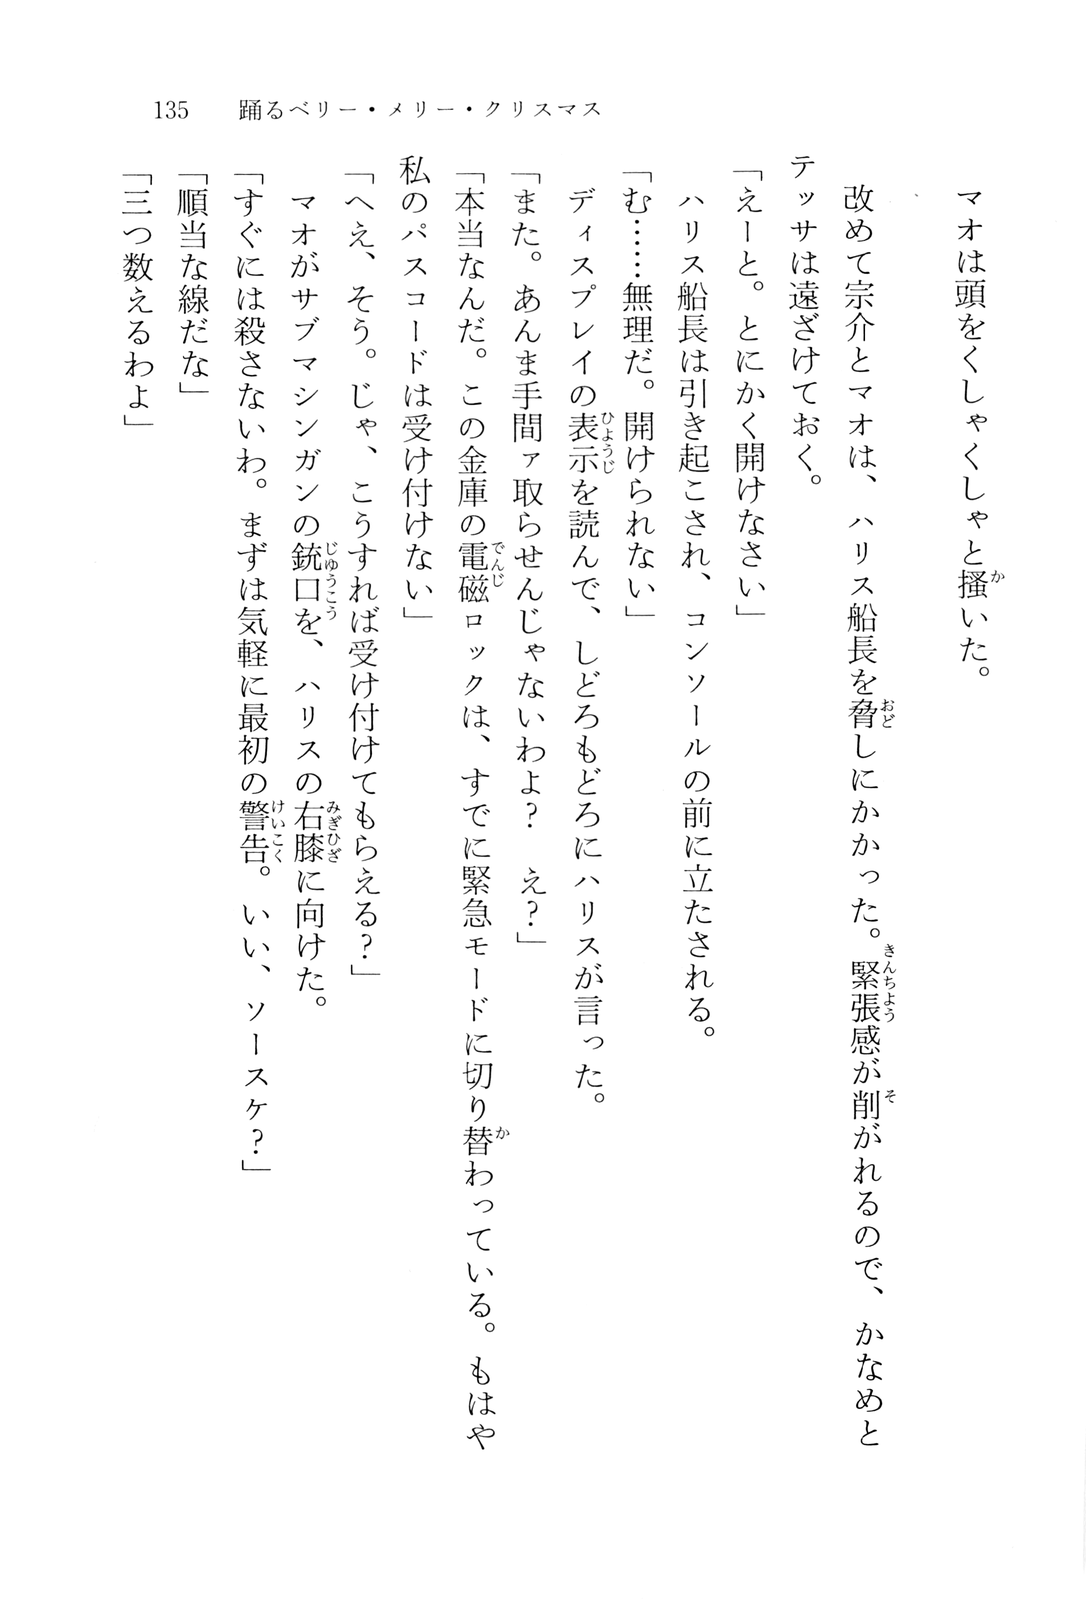 135　踊るベリー・メリー・クリスマス
　マオは頭をくしゃくしゃと掻いた。
　改めて宗介とマオは、ハリス船長を脅しにかかった。緊張感が削がれるので、かなめと
テッサは遠ざけておく。
「えーと。とにかく開けなさい」
　ハリス船長は引き起こされ、コンソールの前に立たされる。
「む……無理だ。開けられない」
　ディスプレイの表示を読んで、しどろもどろにハリスが言った。
「また。あんま手間ァ取らせんじゃないわよ？　え？」
「本当なんだ。この金庫の電磁ロックは、すでに緊急モードに切り替わっている。もはや
私のパスコードは受け付けない」
「へえ、そう。じゃ、こうすれば受け付けてもらえる？」
　マオがサブマシンガンの銃口を、ハリスの右膝に向けた。
「すぐには殺さないわ。まずは気軽に最初の警告。いい、ソースケ？」
「順当な線だな」
「三つ数えるわよ」